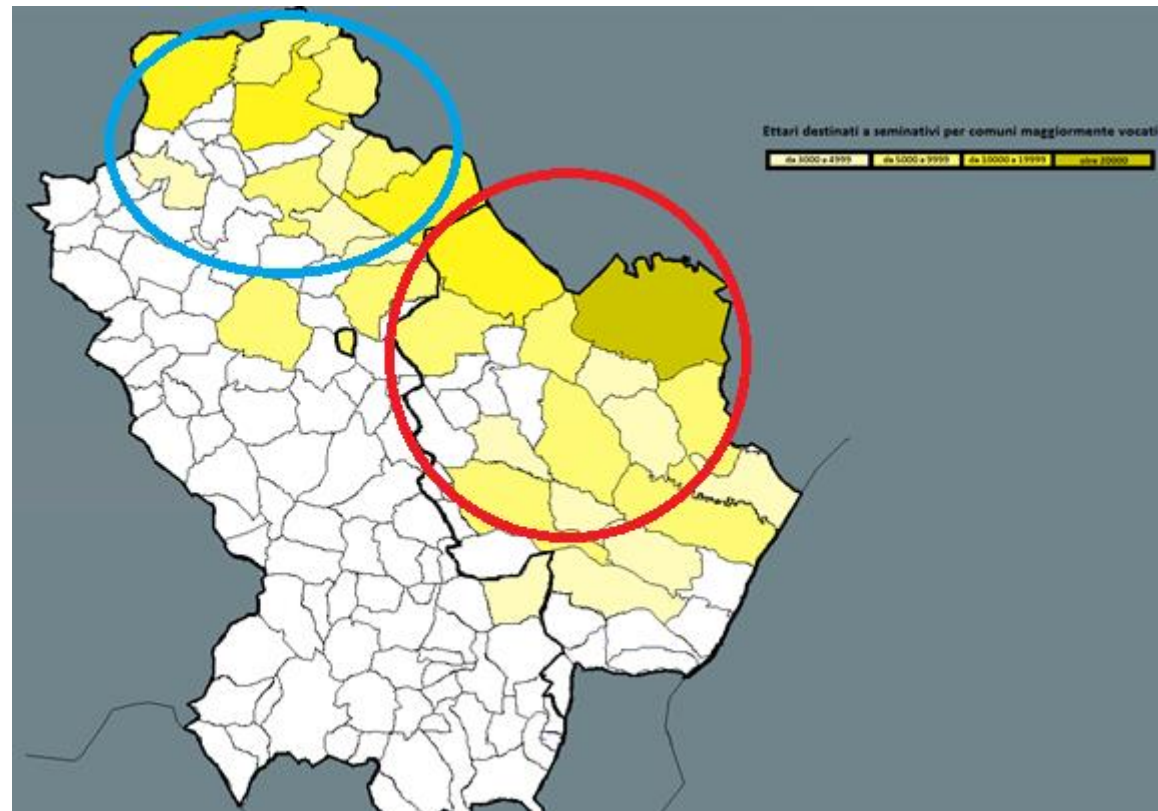 Ettari destinati a seminativi per comuni maggiormente vocati
da 3000 a 4999 da 5000 a 9999 da 10000 a 19999 oltre 20000